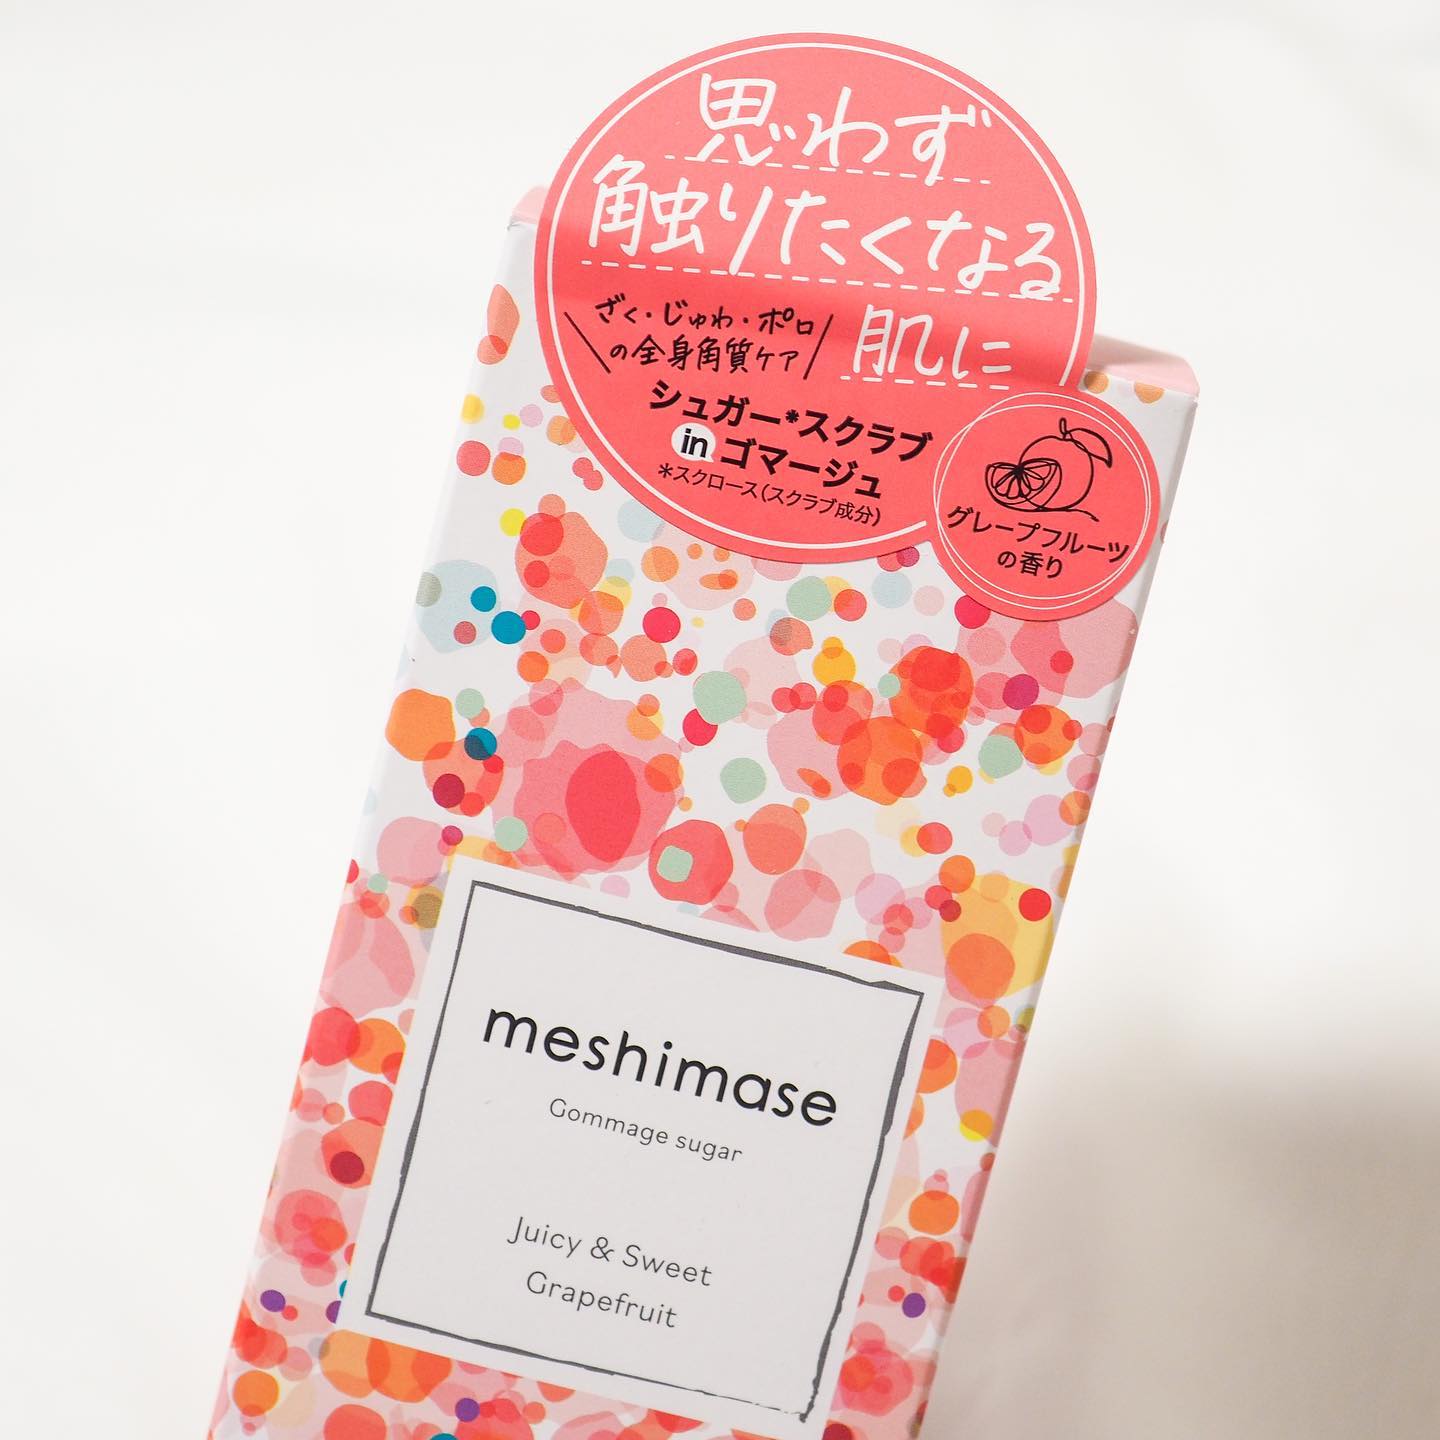 思わず
触りたくなる
肌に
ざく・じゅわ・ポロ
の全身角質ケア
シュガー*スクラブ
in ゴマージュ
*スクロース(スクラブ成分)
グレープフルーツ
の香り
meshimase
Gommage sugar
Juicy & Sweet
Grapefruit